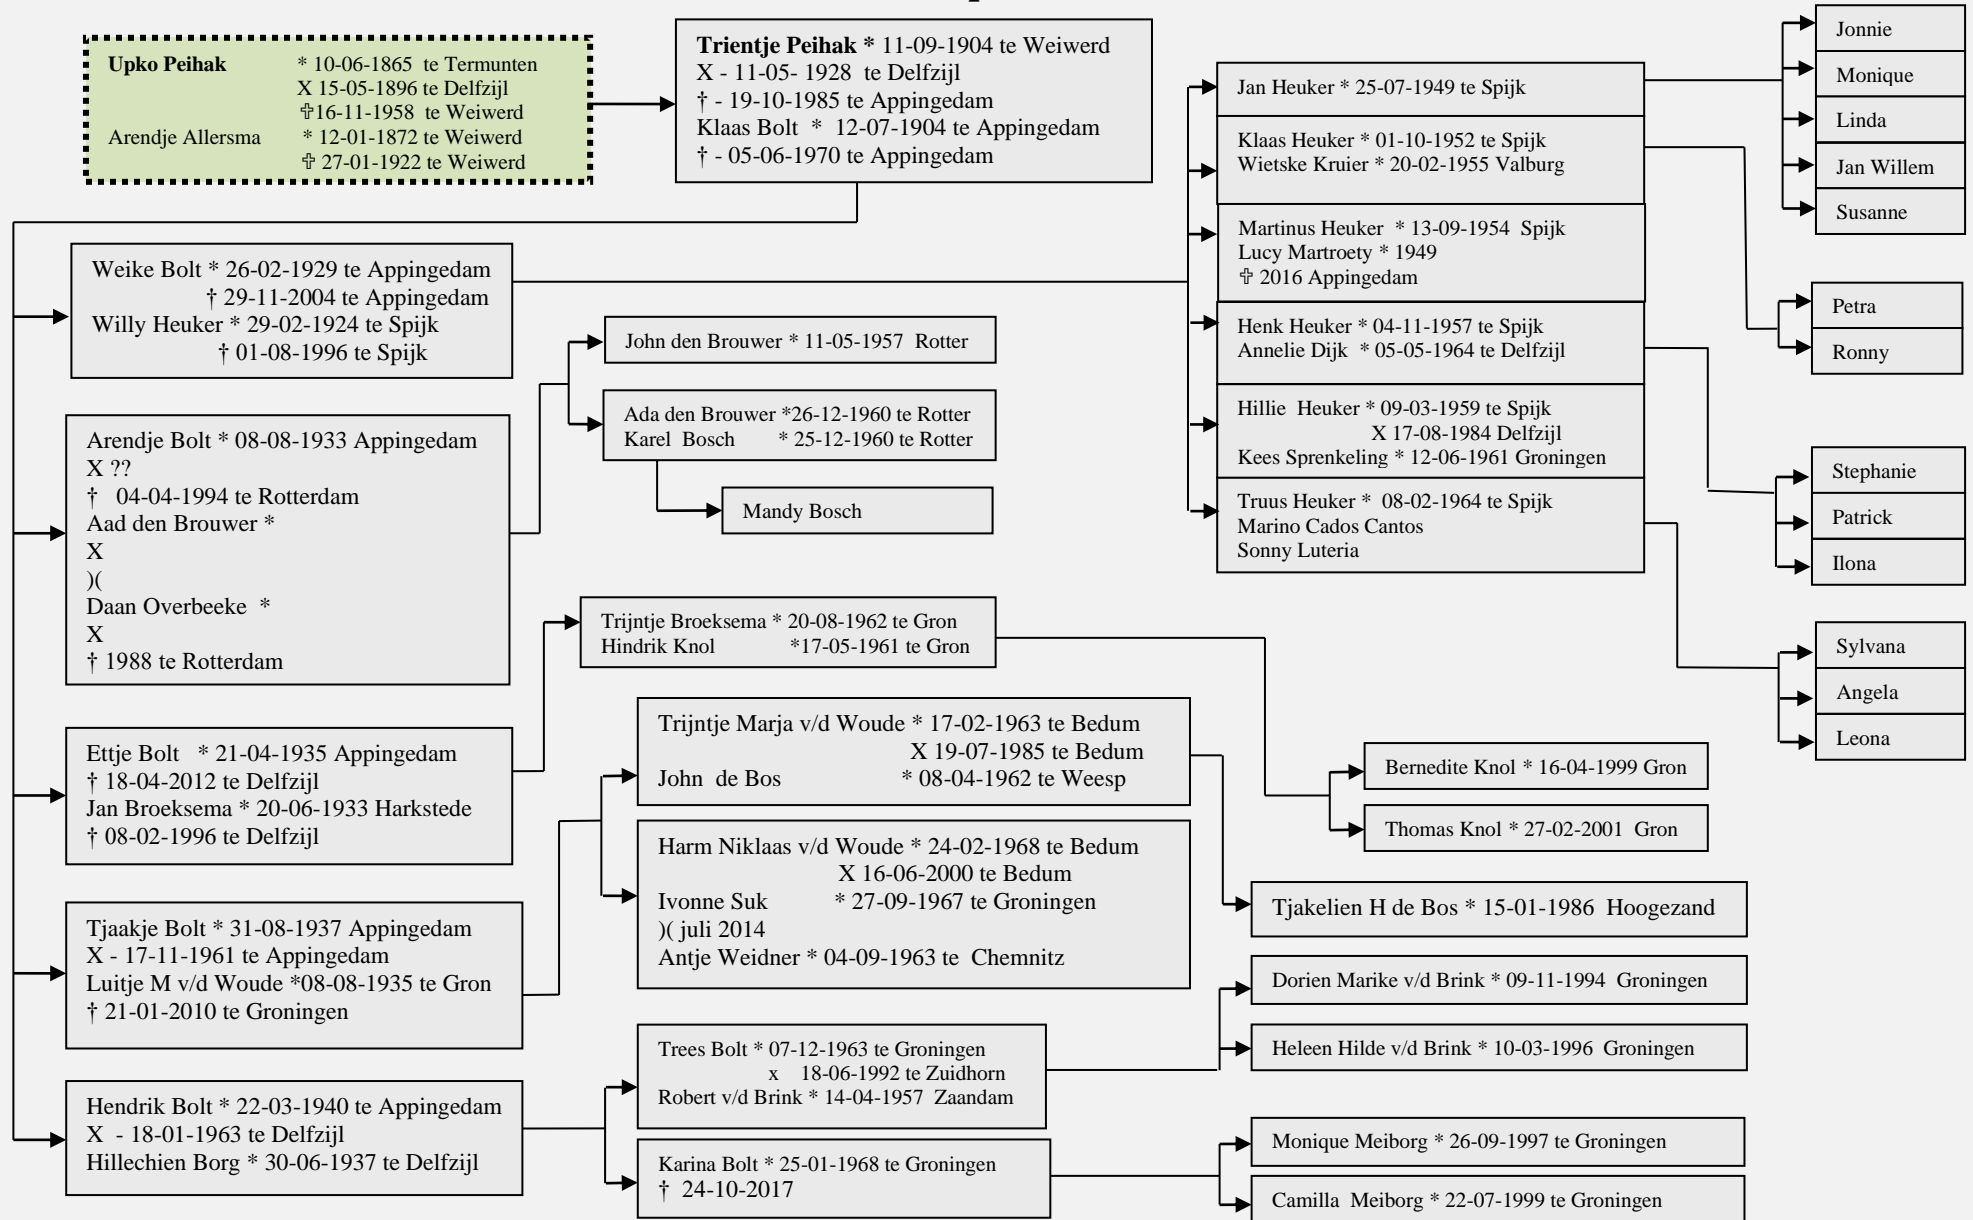 Upko Peihak * 10-06-1865 te Termunten
X 15-05-1896 te Delfzijl
✞16-11-1958 te Weiwerd
Arendje Allersma * 12-01-1872 te Weiwerd
✞ 27-01-1922 te Weiwerd
Trientje Peihak * 11-09-1904 te Weiwerd
X - 11-05- 1928 te Delfzijl
† - 19-10-1985 te Appingedam
Klaas Bolt * 12-07-1904 te Appingedam
† - 05-06-1970 te Appingedam
Weike Bolt * 26-02-1929 te Appingedam
† 29-11-2004 te Appingedam
Willy Heuker * 29-02-1924 te Spijk
† 01-08-1996 te Spijk
Jan Heuker * 25-07-1949 te Spijk
Klaas Heuker * 01-10-1952 te Spijk
Wietske Kruier * 20-02-1955 Valburg
Martinus Heuker * 13-09-1954 Spijk
Lucy Martroety * 1949
✞ 2016 Appingedam
Henk Heuker * 04-11-1957 te Spijk
Annelie Dijk * 05-05-1964 te Delfzijl
Hillie Heuker * 09-03-1959 te Spijk
X 17-08-1984 Delfzijl
Kees Sprenkeling * 12-06-1961 Groningen
Truus Heuker * 08-02-1964 te Spijk
Marino Cados Cantos
Sonny Luteria
Jonnie
Monique
Linda
Jan Willem
Susanne
Petra
Ronny
Stephanie
Patrick
Ilona
Sylvana
Angela
Leona
Arendje Bolt * 08-08-1933 Appingedam
X ??
† 04-04-1994 te Rotterdam
Aad den Brouwer *
X
)(
Daan Overbeeke *
X
† 1988 te Rotterdam
John den Brouwer * 11-05-1957 Rotter
Ada den Brouwer *26-12-1960 te Rotter
Karel Bosch * 25-12-1960 te Rotter
Mandy Bosch
Ettje Bolt * 21-04-1935 Appingedam
† 18-04-2012 te Delfzijl
Jan Broeksema * 20-06-1933 Harkstede
† 08-02-1996 te Delfzijl
Trijntje Broeksema * 20-08-1962 te Gron
Hindrik Knol *17-05-1961 te Gron
Bernedite Knol * 16-04-1999 Gron
Thomas Knol * 27-02-2001 Gron
Tjaakje Bolt * 31-08-1937 Appingedam
X - 17-11-1961 te Appingedam
Luitje M v/d Woude *08-08-1935 te Gron
† 21-01-2010 te Groningen
Trijntje Marja v/d Woude * 17-02-1963 te Bedum
X 19-07-1985 te Bedum
John de Bos * 08-04-1962 te Weesp
Harm Niklaas v/d Woude * 24-02-1968 te Bedum
X 16-06-2000 te Bedum
Ivonne Suk * 27-09-1967 te Groningen
)( juli 2014
Antje Weidner * 04-09-1963 te Chemnitz
Tjakelien H de Bos * 15-01-1986 Hoogezand
Hendrik Bolt * 22-03-1940 te Appingedam
X - 18-01-1963 te Delfzijl
Hillechien Borg * 30-06-1937 te Delfzijl
Trees Bolt * 07-12-1963 te Groningen
x 18-06-1992 te Zuidhorn
Robert v/d Brink * 14-04-1957 Zaandam
Dorien Marike v/d Brink * 09-11-1994 Groningen
Heleen Hilde v/d Brink * 10-03-1996 Groningen
Karina Bolt * 25-01-1968 te Groningen
† 24-10-2017
Monique Meiborg * 26-09-1997 te Groningen
Camilla Meiborg * 22-07-1999 te Groningen